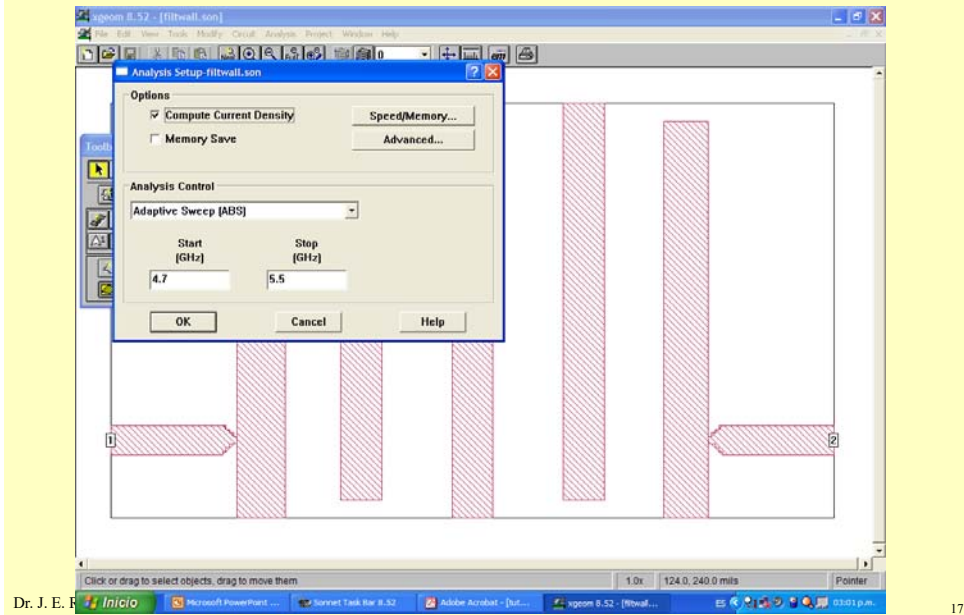 xgeom 8.52 - [filtwall.son]
File Edit View Tools Modify Circuit Analysis Project Window Help
0
em
Analysis Setup-filtwall.son
Options
Compute Current Density
Speed/Memory...
Memory Save
Advanced...
Analysis Control
Adaptive Sweep (ABS)
Start
(GHz)
Stop
(GHz)
4.7
5.5
OK
Cancel
Help
1
2
Click or drag to select objects, drag to move them
1.0x
124.0, 240.0 mils
Pointer
Dr. J. E.
Inicio
Microsoft PowerPoint ...
Sonnet Task Bar 8.52
Adobe Acrobat - [tut...
xgeom 8.52 - [filtwal...
ES
03:01 p.m.
17